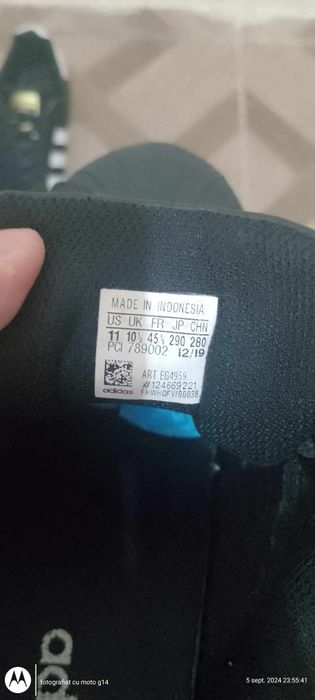 MADE IN INDONESIA
US UK FR JP CHN
11 10½ 45⅓ 290 280
PCI 789002 12/19
ART EG4959
#124669221
adidas FHWHQFV100038
fotografiat cu moto g14
5 sept. 2024 23:55:41